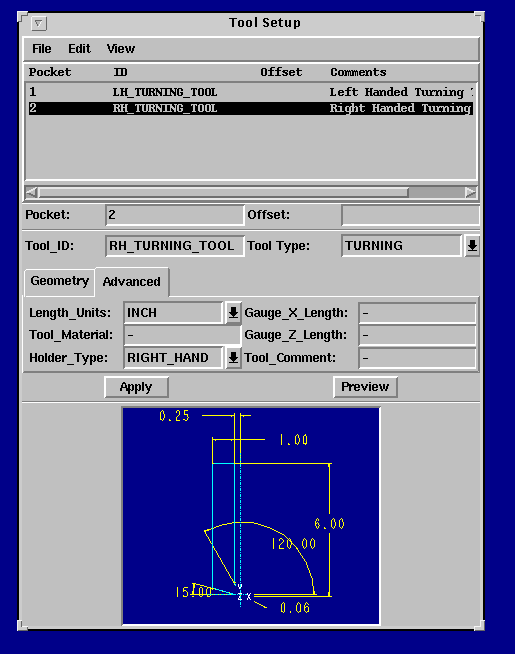 Tool Setup
File Edit View
Pocket ID Offset Comments
1 LH_TURNING_TOOL Left Handed Turning
2 RH_TURNING_TOOL Right Handed Turning
Pocket: 2 Offset:
Tool_ID: RH_TURNING_TOOL Tool Type: TURNING
Geometry Advanced
Length_Units: INCH Gauge_X_Length: -
Tool_Material: - Gauge_Z_Length: -
Holder_Type: RIGHT_HAND Tool_Comment: -
Apply Preview
0.25
1.00
6.00
120.00
15.00
Y
Z X
0.06